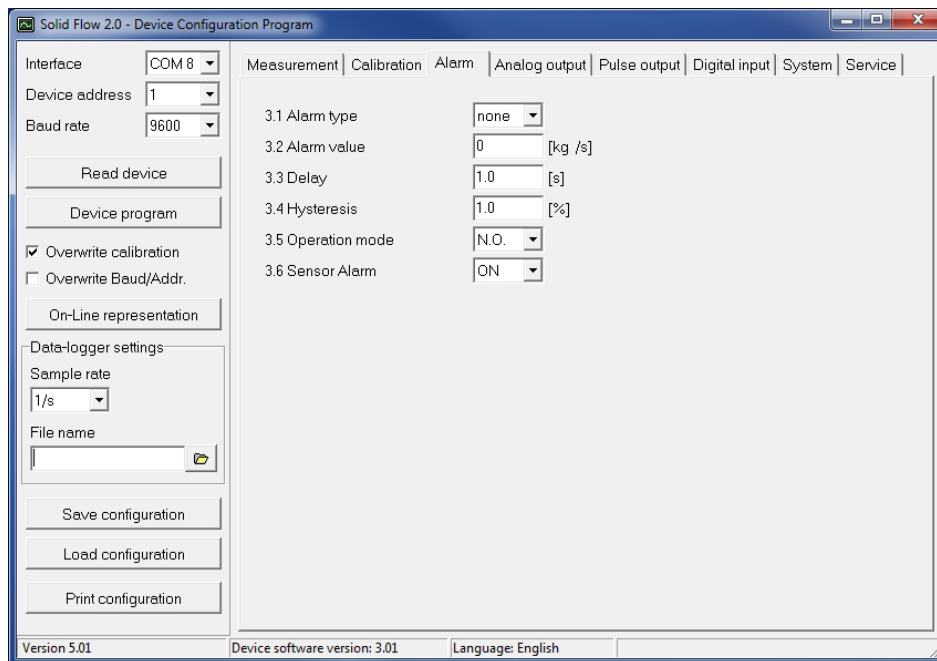 Solid Flow 2.0 - Device Configuration Program
Interface
COM 8
Device address
1
Baud rate
9600
Read device
Device program
Overwrite calibration
Overwrite Baud/Addr.
On-Line representation
Data-logger settings
Sample rate
1/s
File name
Save configuration
Load configuration
Print configuration
Measurement Calibration Alarm Analog output Pulse output Digital input System Service
3.1 Alarm type none
3.2 Alarm value 0 [kg /s]
3.3 Delay 1.0 [s]
3.4 Hysteresis 1.0 [%]
3.5 Operation mode N.O.
3.6 Sensor Alarm ON
Version 5.01 Device software version: 3.01 Language: English